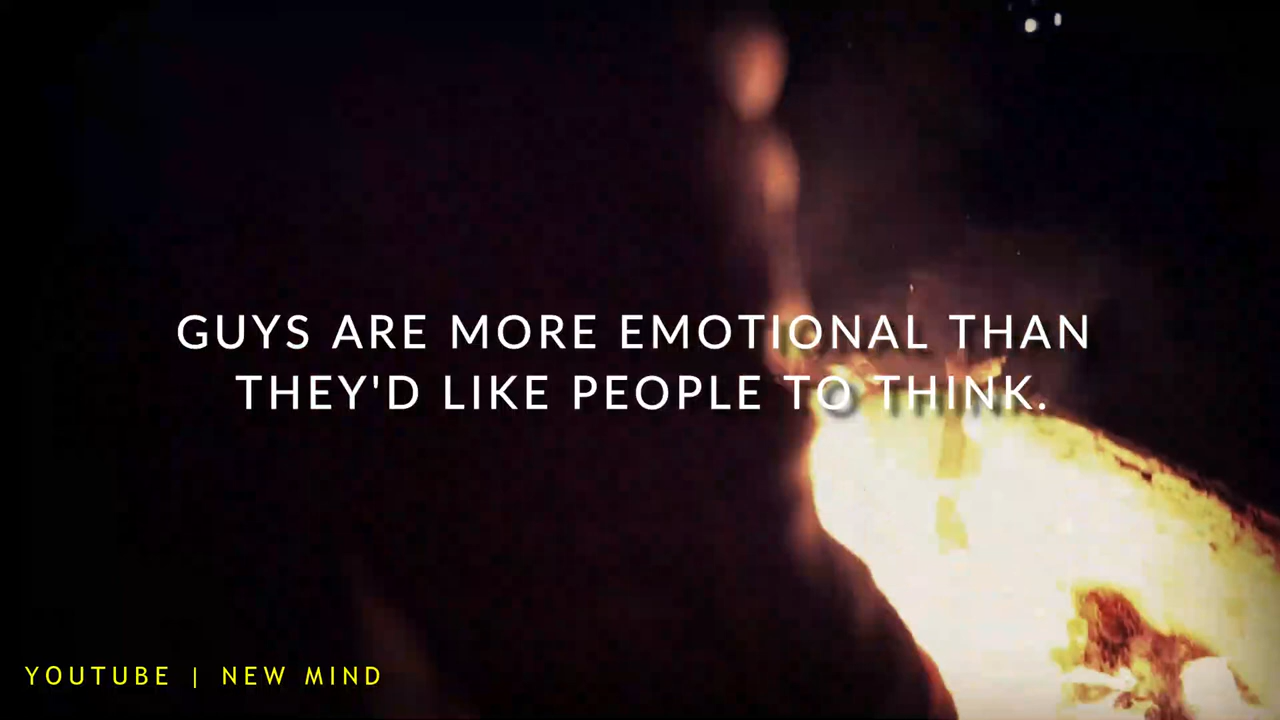 GUYS ARE MORE EMOTIONAL THAN
THEY'D LIKE PEOPLE TO THINK.
YOUTUBE | NEW MIND